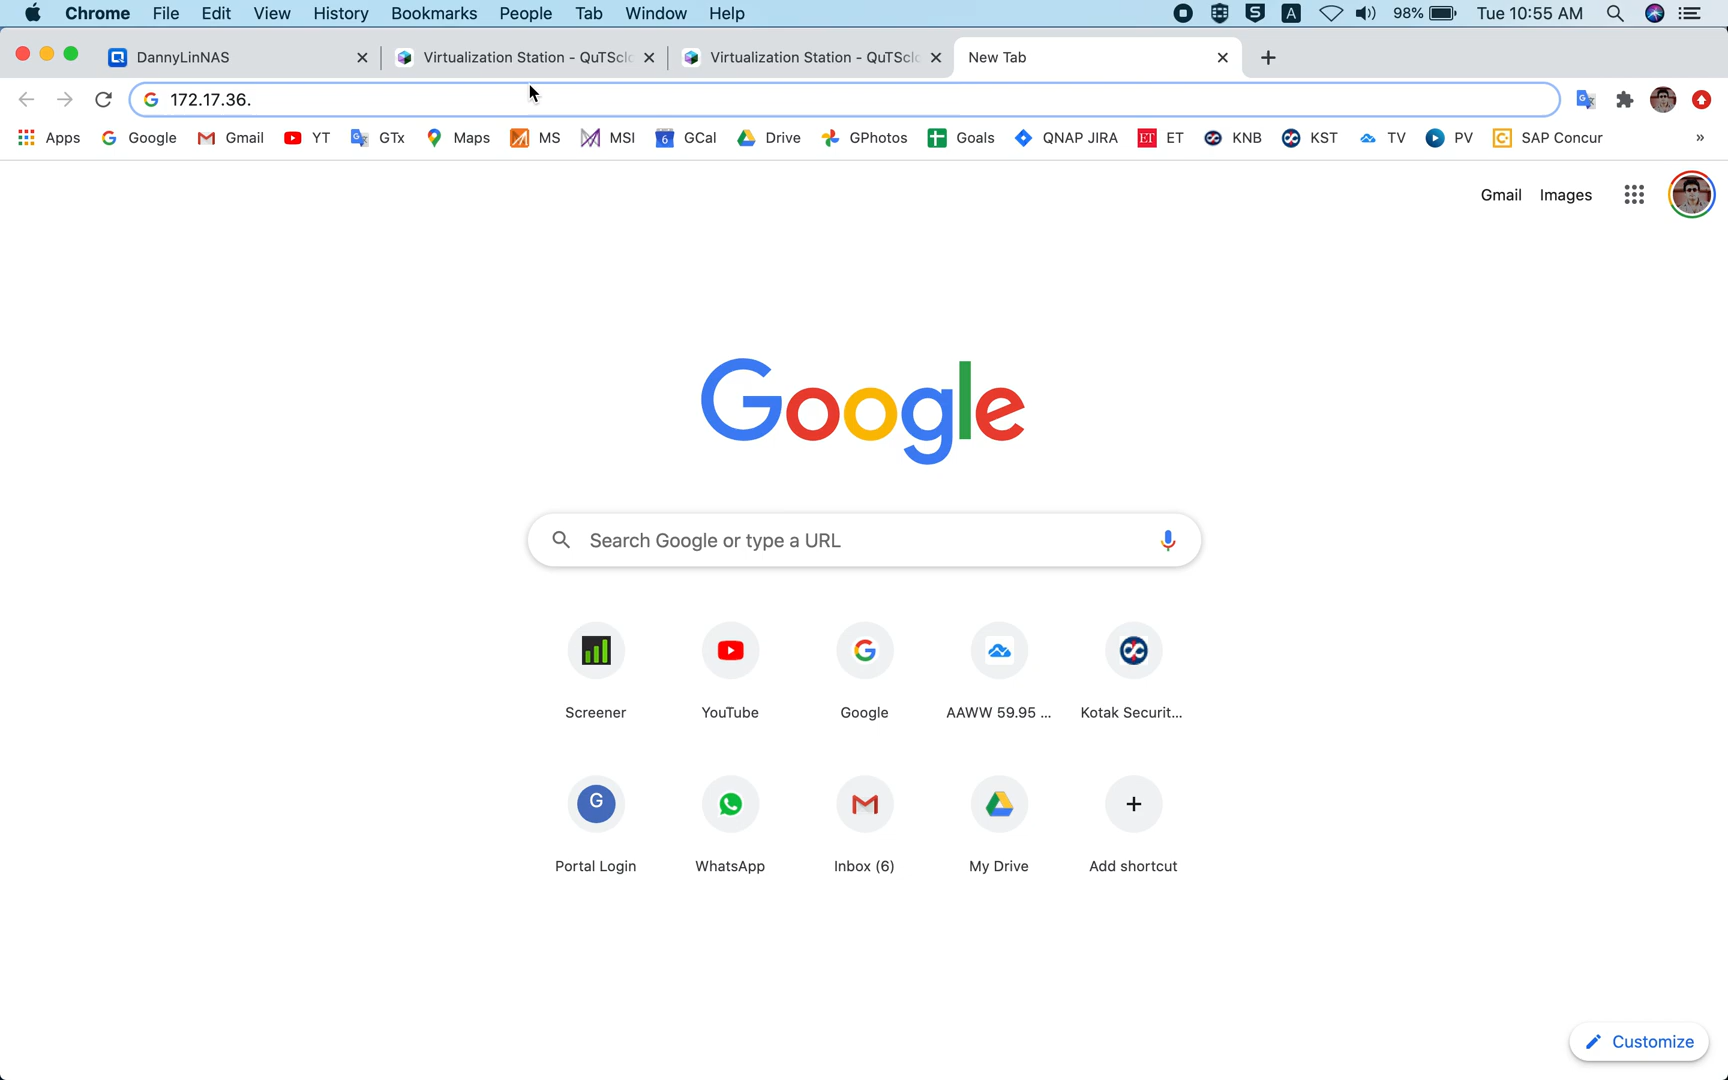 Chrome File Edit View History Bookmarks People Tab Window Help 98% Tue 10:55 AM
DannyLinNAS Virtualization Station - QuTSclo Virtualization Station - QuTSclo New Tab
172.17.36.
Apps Google Gmail YT GTx Maps MS MSI GCal Drive GPhotos Goals QNAP JIRA ET KNB KST TV PV SAP Concur »
Gmail Images
Google
Search Google or type a URL
Screener YouTube Google AAWW 59.95 ... Kotak Securit...
G
Portal Login WhatsApp Inbox (6) My Drive Add shortcut
Customize